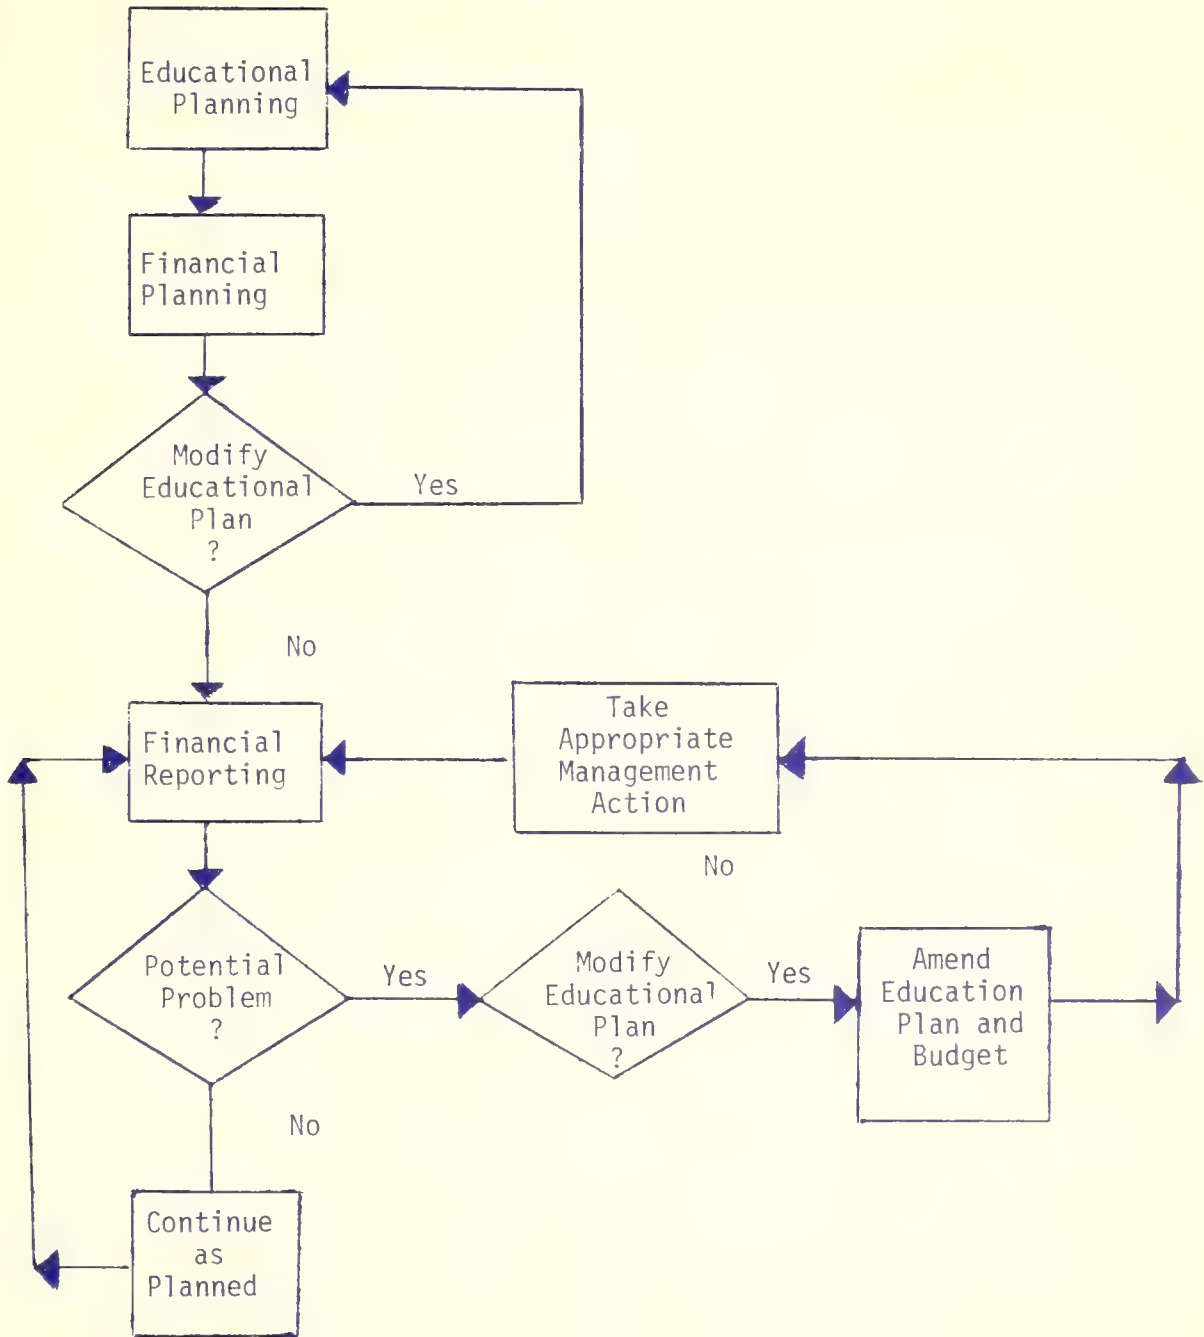 Educational
Planning
Financial
Planning
Modify
Educational
Plan
?
Yes
No
Financial
Reporting
Take
Appropriate
Management
Action
No
Potential
Problem
?
Yes
Modify
Educational
Plan
?
Yes
Amend
Education
Plan and
Budget
No
Continue
as
Planned